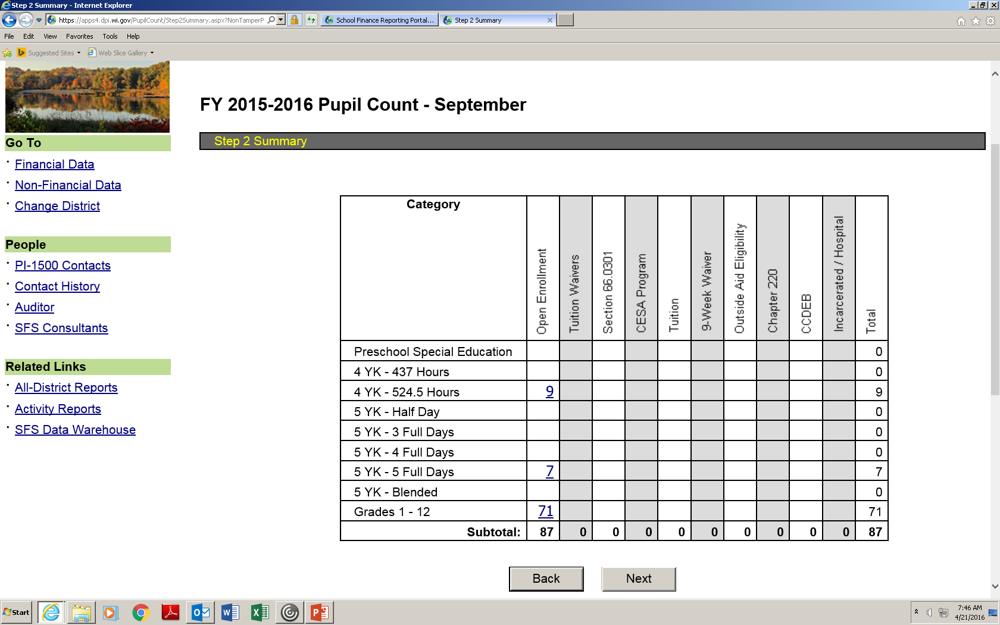 Step 2 Summary - Internet Explorer
https://apps4.dpi.wi.gov/PupilCount/Step2Summary.aspx?NonTamperP
School Finance Reporting Portal...
Step 2 Summary
File Edit View Favorites Tools Help
Suggested Sites
Web Slice Gallery
Go To
Financial Data
Non-Financial Data
Change District
People
PI-1500 Contacts
Contact History
Auditor
SFS Consultants
Related Links
All-District Reports
Activity Reports
SFS Data Warehouse
FY 2015-2016 Pupil Count - September
Step 2 Summary
Category
Open Enrollment
Tuition Waivers
Section 66.0301
CESA Program
Tuition
9-Week Waiver
Outside Aid Eligibility
Chapter 220
CCDEB
Incarcerated / Hospital
Total
Preschool Special Education 0
4 YK - 437 Hours 0
4 YK - 524.5 Hours 9 9
5 YK - Half Day 0
5 YK - 3 Full Days 0
5 YK - 4 Full Days 0
5 YK - 5 Full Days 7 7
5 YK - Blended 0
Grades 1 - 12 71 71
Subtotal: 87 0 0 0 0 0 0 0 0 0 87
Back Next
Start
7:46 AM
4/21/2016